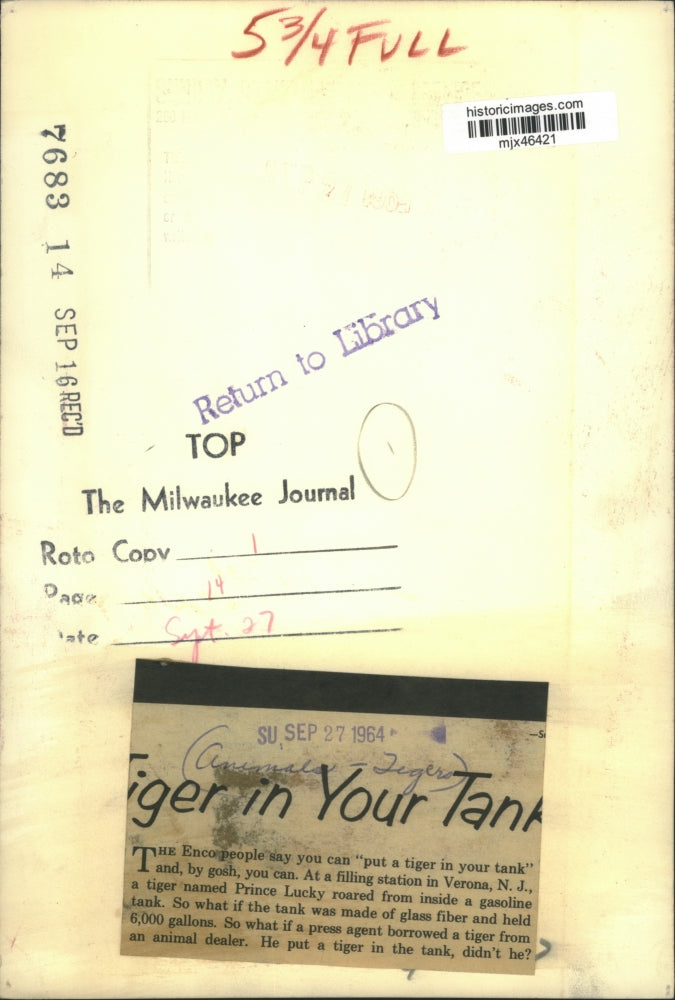 5 3/4 FULL
historicimages.com
mjx46421
7683 14 SEP 16 REC'D
Return to Library
TOP
The Milwaukee Journal
Roto Copy 1
Page 14
ate Sept. 27
SU SEP 27 1964
(Animals - Tigers)
iger in Your Tank
THE Enco people say you can "put a tiger in your tank"
and, by gosh, you can. At a filling station in Verona, N. J.,
a tiger named Prince Lucky roared from inside a gasoline
tank. So what if the tank was made of glass fiber and held
6,000 gallons. So what if a press agent borrowed a tiger from
an animal dealer. He put a tiger in the tank, didn't he?